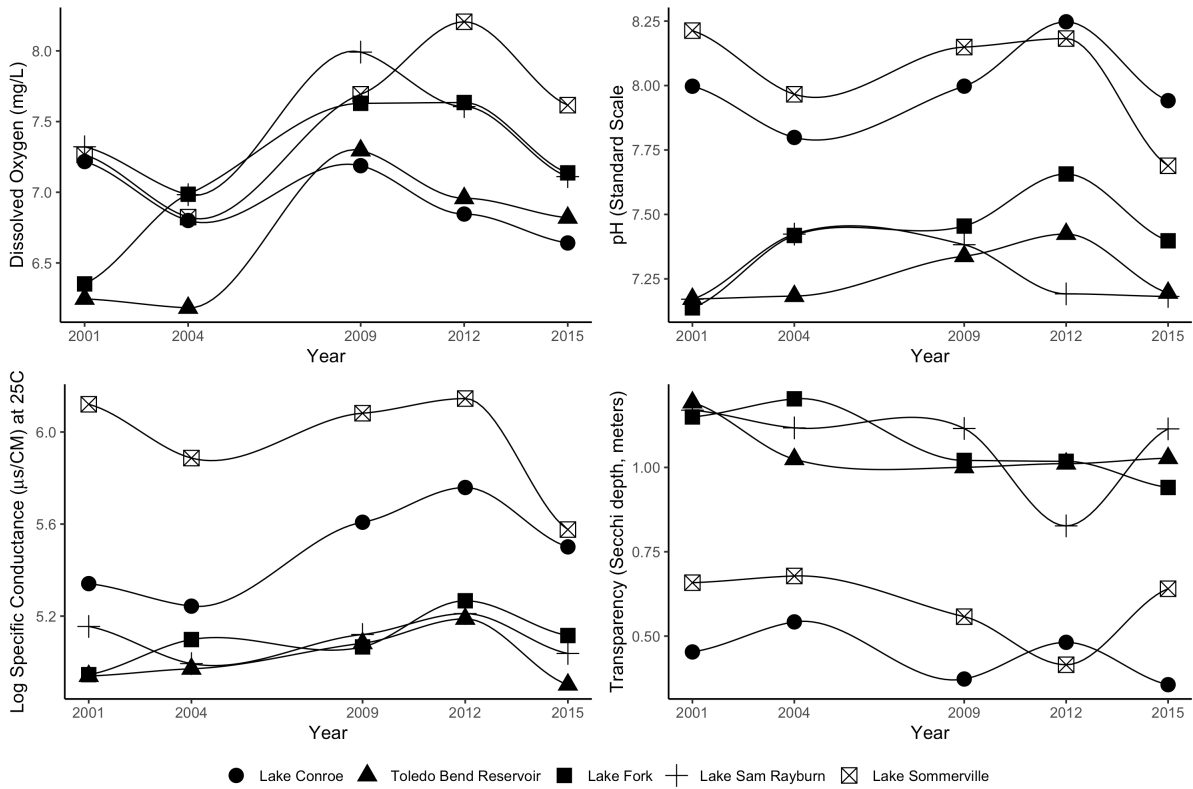 Dissolved Oxygen (mg/L)
8.0
7.5
7.0
6.5
2001 2004 2009 2012 2015
Year
pH (Standard Scale
8.25
8.00
7.75
7.50
7.25
2001 2004 2009 2012 2015
Year
Log Specific Conductance (µs/CM) at 25C
6.0
5.6
5.2
2001 2004 2009 2012 2015
Year
Transparency (Secchi depth, meters)
1.00
0.75
0.50
2001 2004 2009 2012 2015
Year
Lake Conroe Toledo Bend Reservoir Lake Fork Lake Sam Rayburn Lake Sommerville